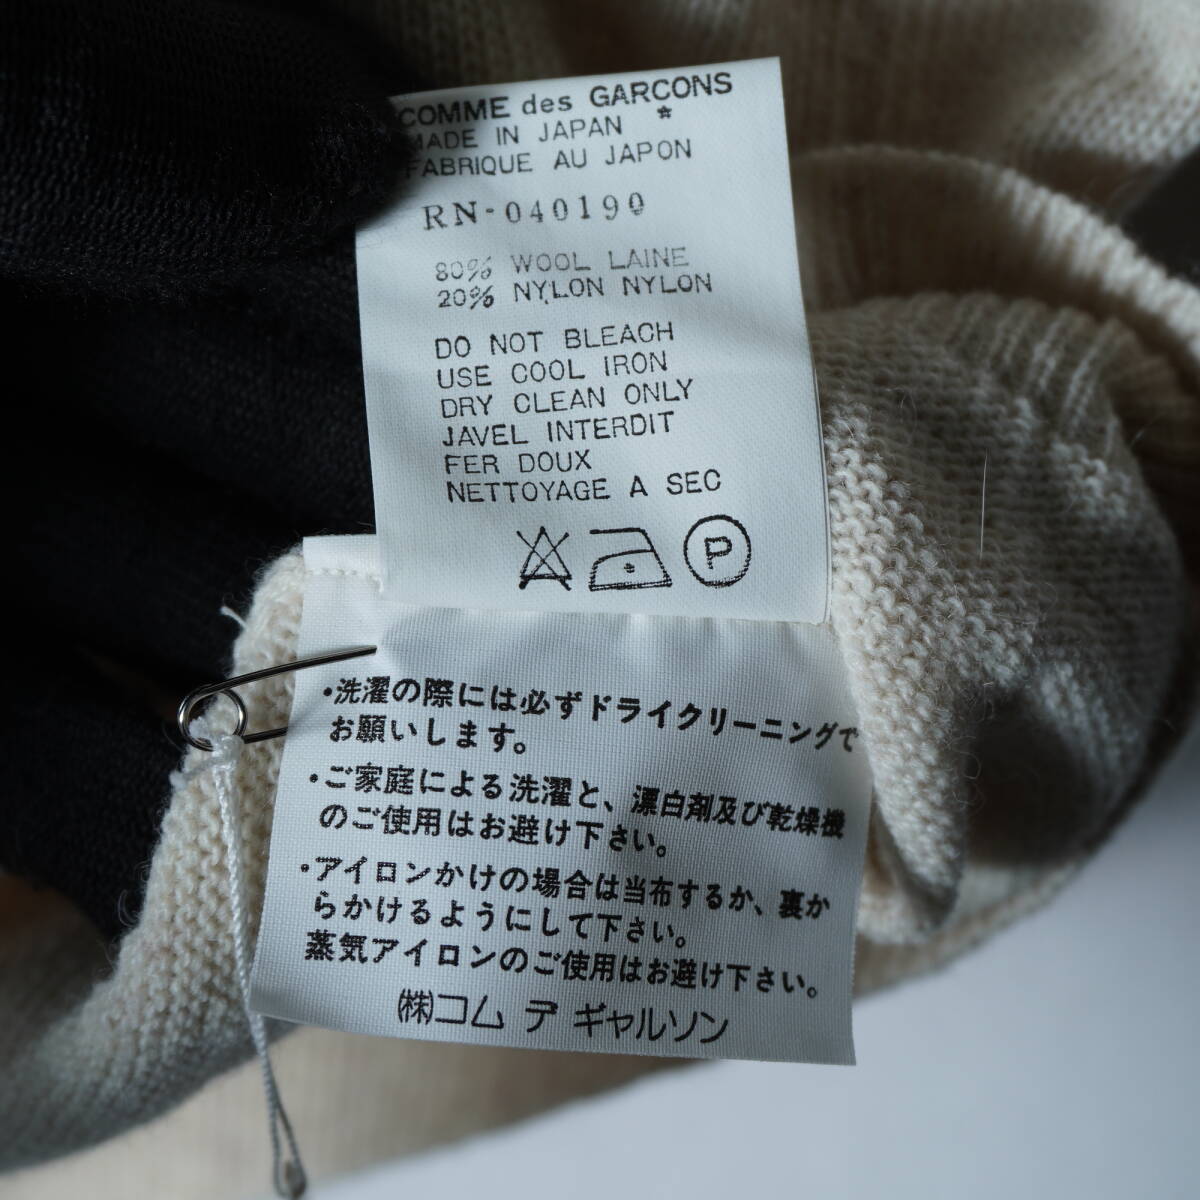 COMME des GARCONS
MADE IN JAPAN *
FABRIQUE AU JAPON
RN-040190
80% WOOL LAINE
20% NYLON NYLON
DO NOT BLEACH
USE COOL IRON
DRY CLEAN ONLY
JAVEL INTERDIT
FER DOUX
NETTOYAGE A SEC
P
・洗濯の際には必ずドライクリーニングで
お願いします。
・ご家庭による洗濯と、漂白剤及び乾燥機
のご使用はお避け下さい。
・アイロンかけの場合は当布するか、裏か
らかけるようにして下さい。
蒸気アイロンのご使用はお避け下さい。
㈱コム デ ギャルソン